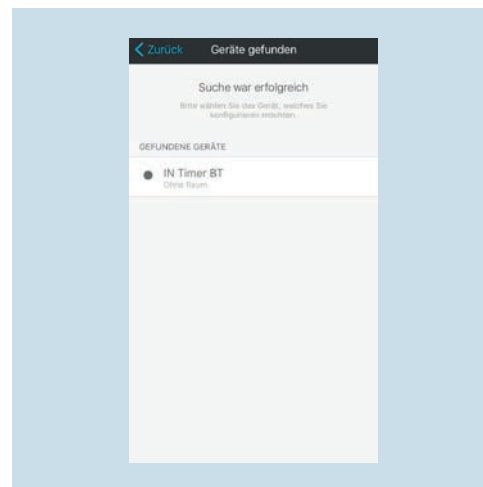 Zurück Geräte gefunden
Suche war erfolgreich
Bitte wählen Sie das Gerät, welches Sie
konfigurieren möchten.
GEFUNDENE GERÄTE
IN Timer BT
Ohne Raum